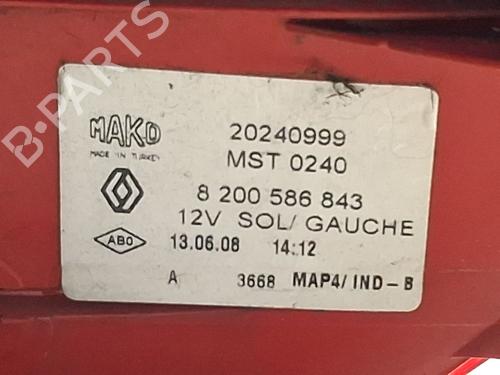 B-PARTS
MAKO
MADE IN TURKEY
20240999
MST 0240
8 200 586 843
12V SOL/ GAUCHE
ABO
13.06.08 14:12
A 3668 MAP4/ IND-B